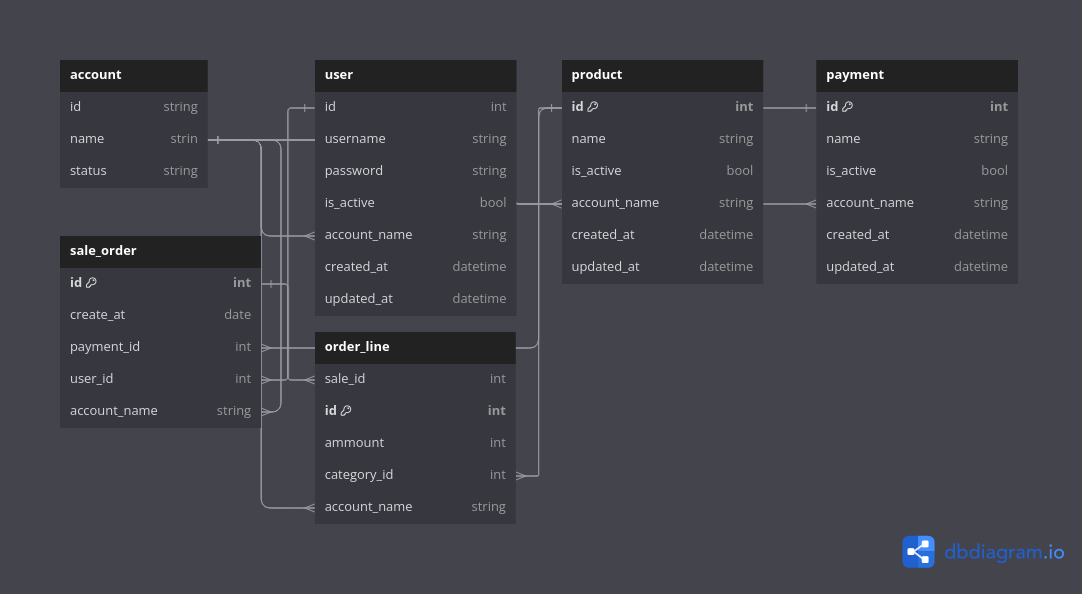 account
id string
name strin
status string
user
id int
username string
password string
is_active bool
account_name string
created_at datetime
updated_at datetime
product
id int
name string
is_active bool
account_name string
created_at datetime
updated_at datetime
payment
id int
name string
is_active bool
account_name string
created_at datetime
updated_at datetime
sale_order
id int
create_at date
payment_id int
user_id int
account_name string
order_line
sale_id int
id int
ammount int
category_id int
account_name string
dbdiagram.io